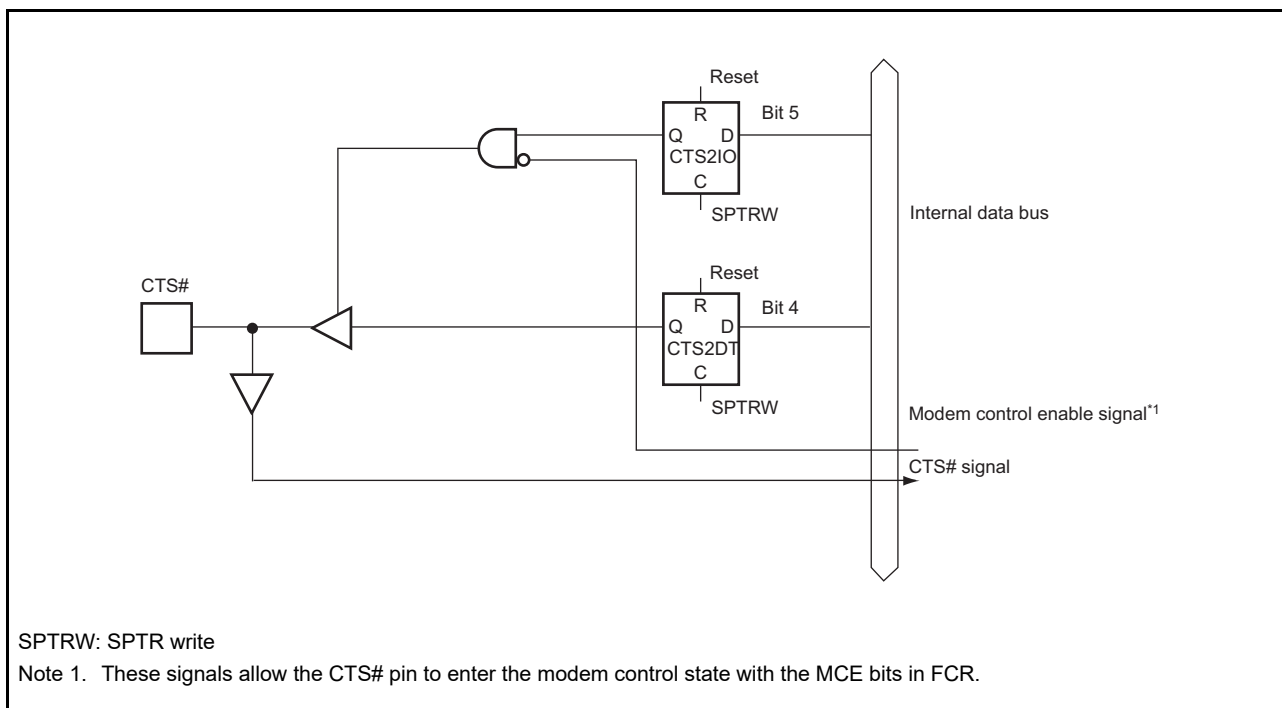 Reset
R
Bit 5
Q D
CTS2IO
C
SPTRW
Internal data bus
Reset
CTS#
R
Bit 4
Q D
CTS2DT
C
SPTRW
Modem control enable signal*1
CTS# signal
SPTRW: SPTR write
Note 1. These signals allow the CTS# pin to enter the modem control state with the MCE bits in FCR.